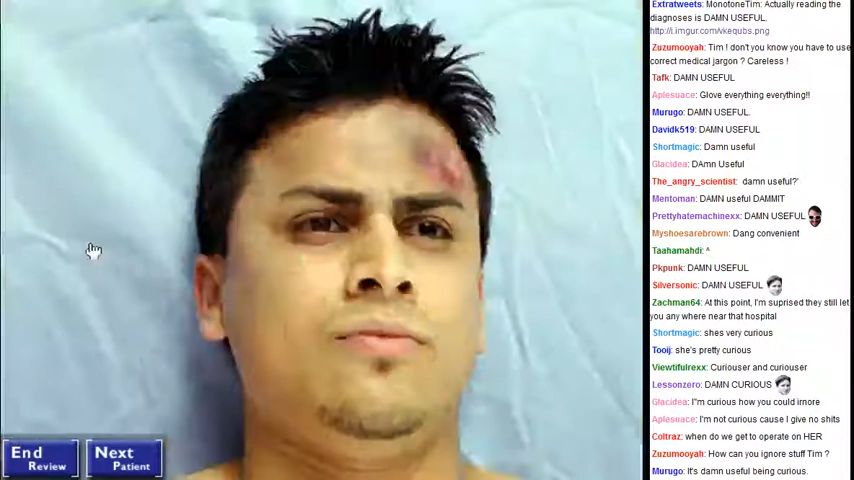 Extratweets: MonotoneTim: Actually reading the
diagnoses is DAMN USEFUL.
http://i.imgur.com/vkequbs.png
Zuzumooyah: Tim ! don't you know you have to use
correct medical jargon ? Careless !
Tafk: DAMN USEFUL
Aplesuace: Glove everything everything!!
Murugo: DAMN USEFUL.
Davidk519: DAMN USEFUL
Shortmagic: Damn useful
Glacidea: DAmn Useful
The_angry_scientist: damn useful?'
Mentoman: DAMN useful DAMMIT
Prettyhatemachinexx: DAMN USEFUL
Myshoesarebrown: Dang convenient
Taahamahdi: ^
Pkpunk: DAMN USEFUL
Silversonic: DAMN USEFUL
Zachman64: At this point, I'm suprised they still let
you any where near that hospital
Shortmagic: shes very curious
Tooij: she's pretty curious
Viewtifulrexx: Curiouser and curiouser
Lessonzero: DAMN CURIOUS
Glacidea: I"m curious how you could irnore
Aplesuace: I'm not curious cause I give no shits
Coltraz: when do we get to operate on HER
Zuzumooyah: How can you ignore stuff Tim ?
Murugo: It's damn useful being curious.
End
Review
Next
Patient